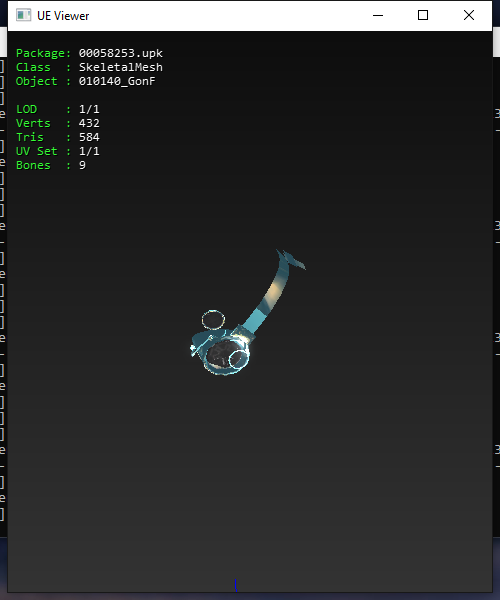 UE Viewer
Package: 00058253.upk
Class : SkeletalMesh
Object : 010140_GonF
LOD : 1/1
Verts : 432
Tris : 584
UV Set : 1/1
Bones : 9